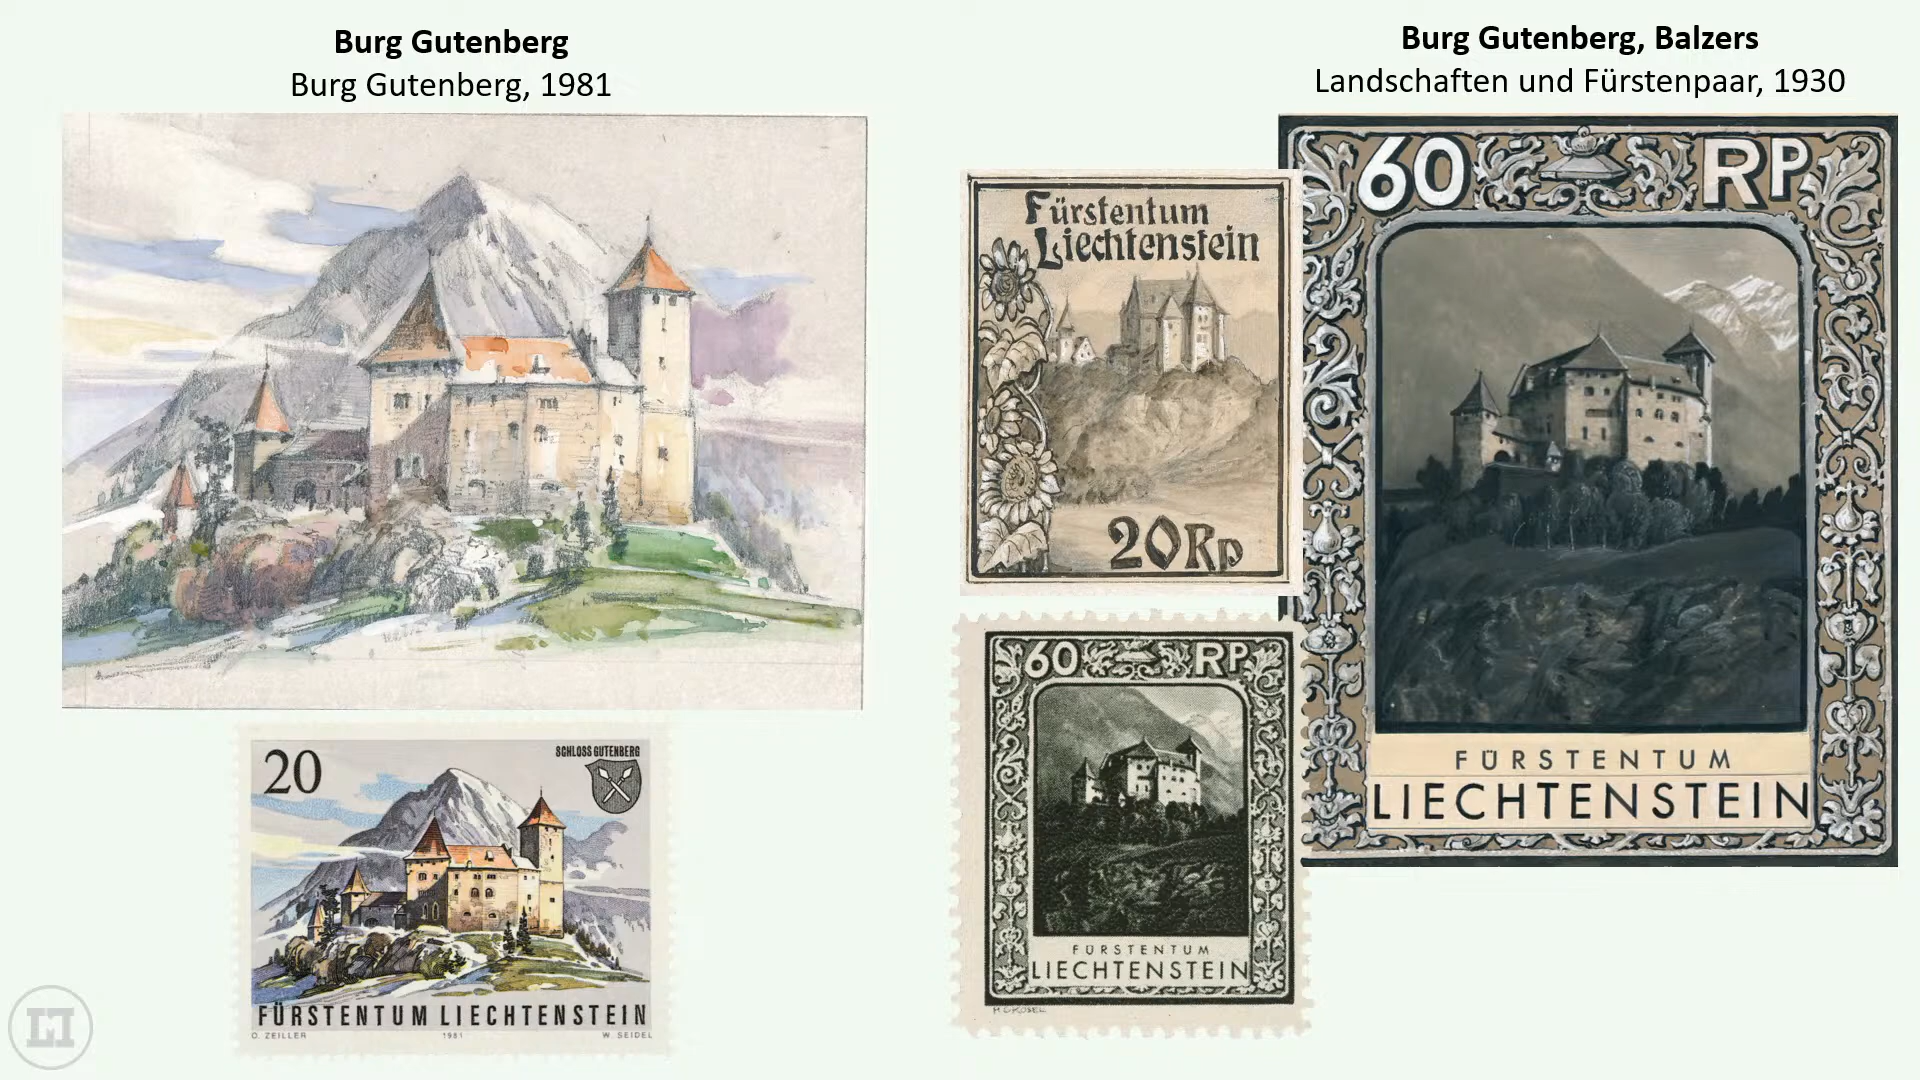 Burg Gutenberg
Burg Gutenberg, 1981
20
SCHLOSS GUTENBERG
FÜRSTENTUM LIECHTENSTEIN
O. ZEILLER 1981 W. SEIDEL
Burg Gutenberg, Balzers
Landschaften und Fürstenpaar, 1930
Fürstentum
Liechtenstein
20Rp
60 RP
FÜRSTENTUM
LIECHTENSTEIN
60 RP
FÜRSTENTUM
LIECHTENSTEIN